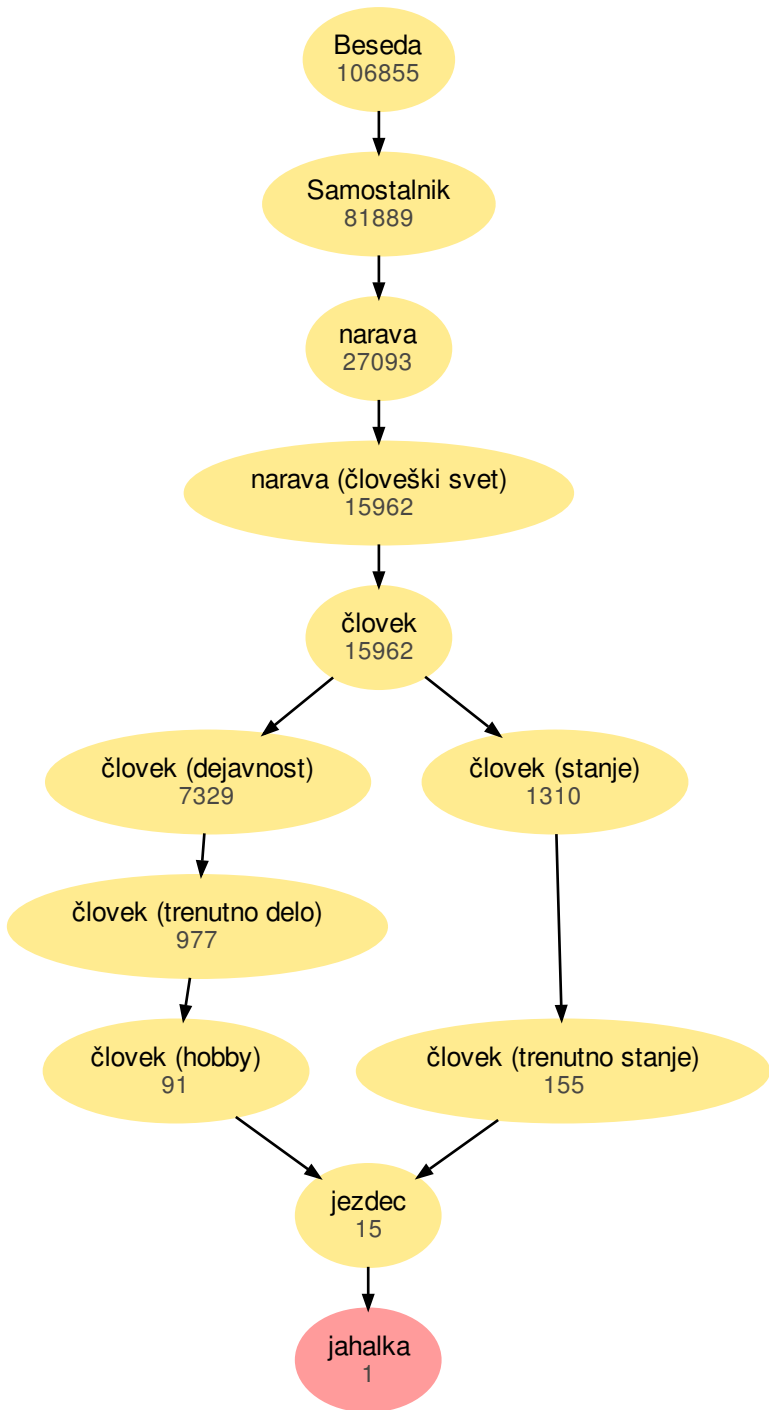 Beseda
106855
Samostalnik
81889
narava
27093
narava (človeški svet)
15962
človek
15962
človek (dejavnost)
7329
človek (stanje)
1310
človek (trenutno delo)
977
človek (hobby)
91
človek (trenutno stanje)
155
jezdec
15
jahalka
1